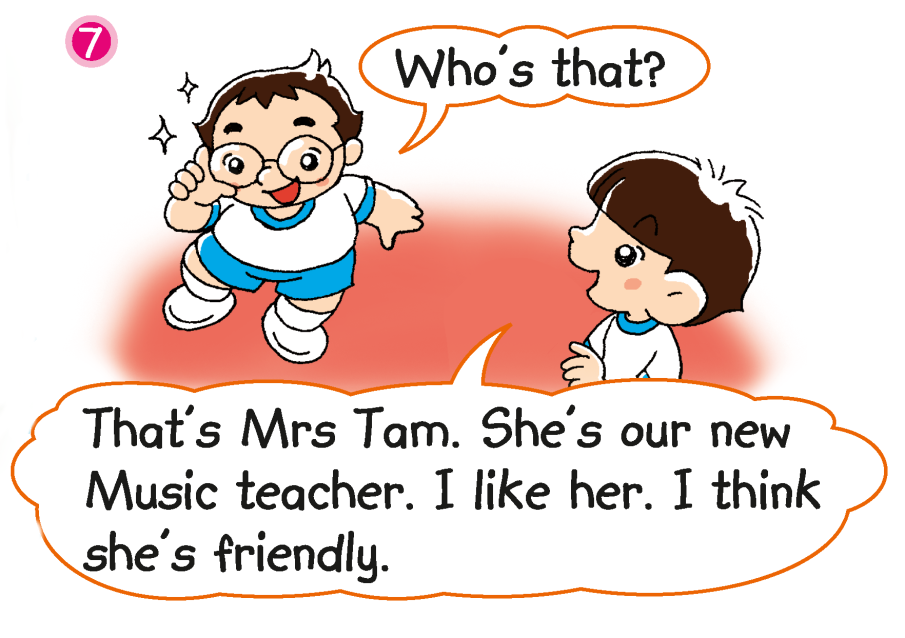 7
Who's that?
That's Mrs Tam. She's our new
Music teacher. I like her. I think
she's friendly.